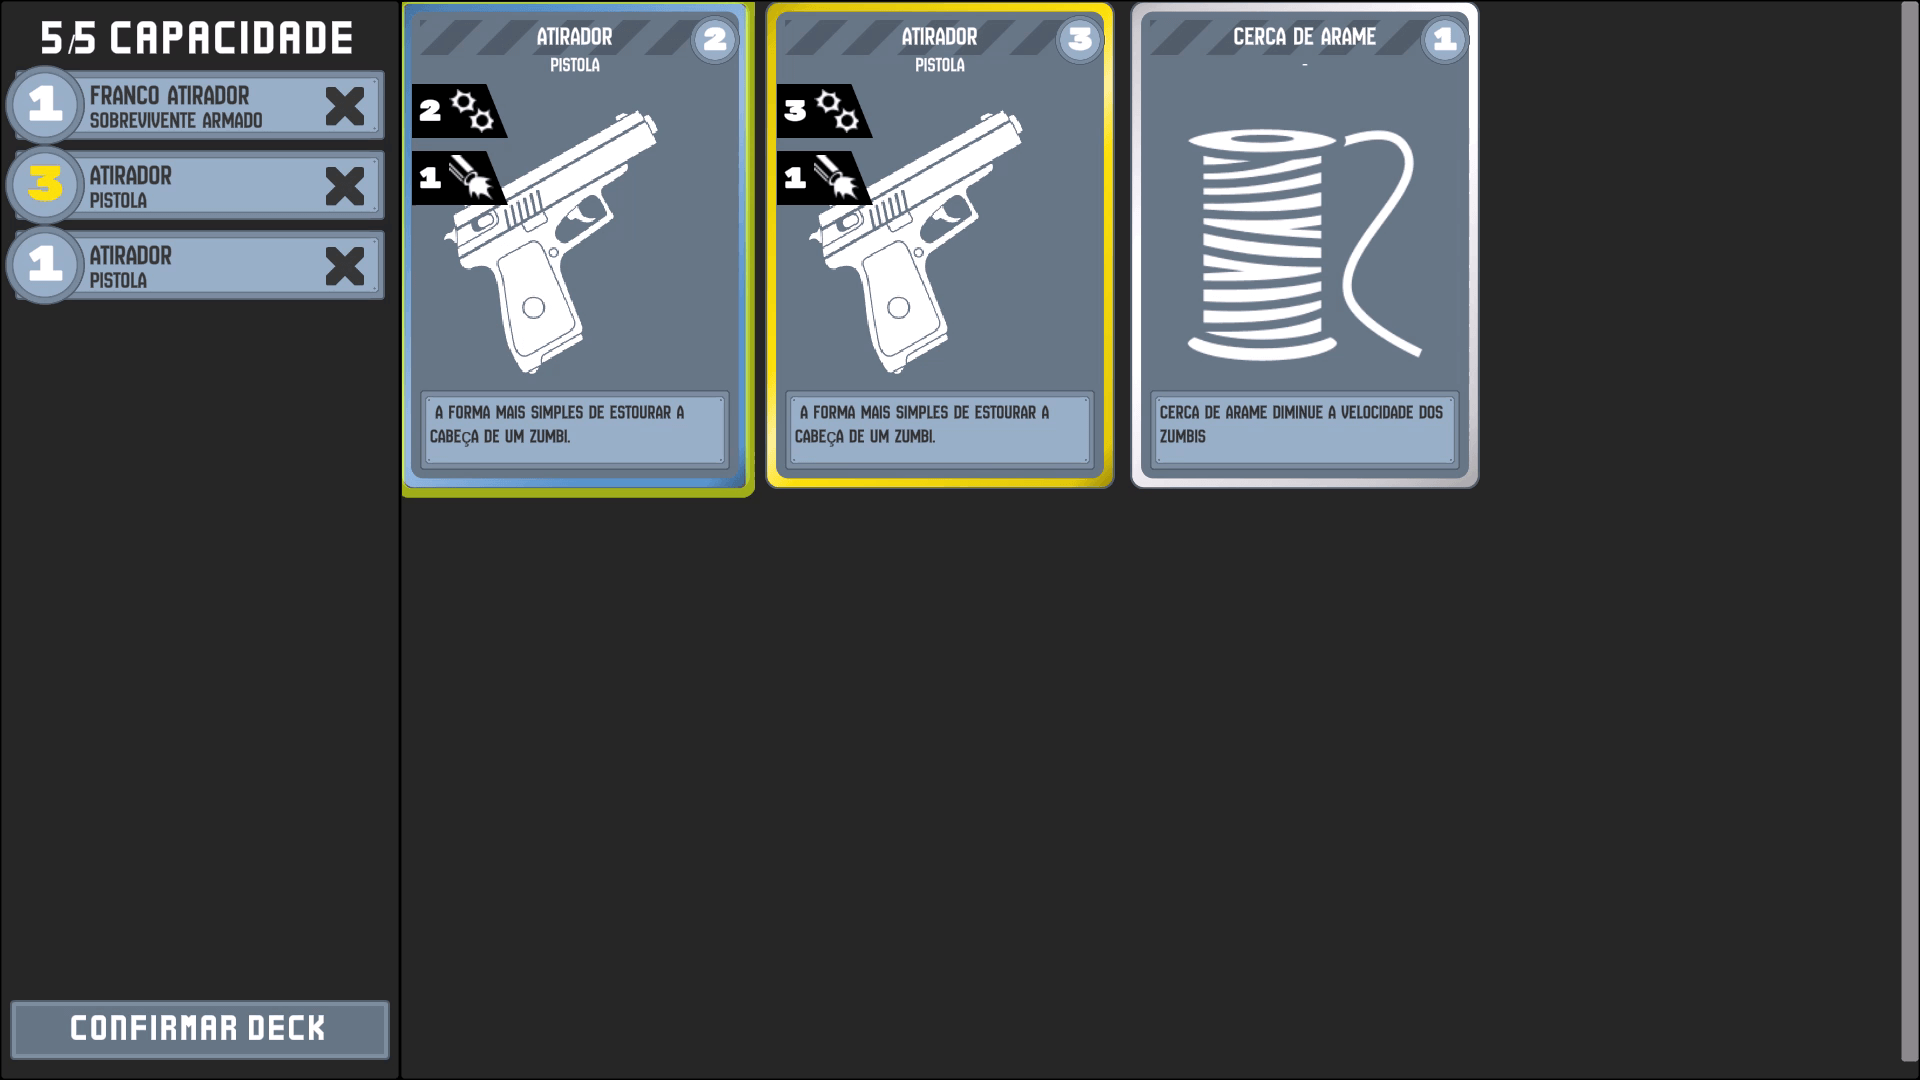 5/5 CAPACIDADE
1
FRANCO ATIRADOR
SOBREVIVENTE ARMADO
3
ATIRADOR
PISTOLA
1
ATIRADOR
PISTOLA
CONFIRMAR DECK
ATIRADOR
2
PISTOLA
2
1
A FORMA MAIS SIMPLES DE ESTOURAR A
CABEÇA DE UM ZUMBI.
ATIRADOR
3
PISTOLA
3
1
A FORMA MAIS SIMPLES DE ESTOURAR A
CABEÇA DE UM ZUMBI.
CERCA DE ARAME
1
-
CERCA DE ARAME DIMINUE A VELOCIDADE DOS
ZUMBIS